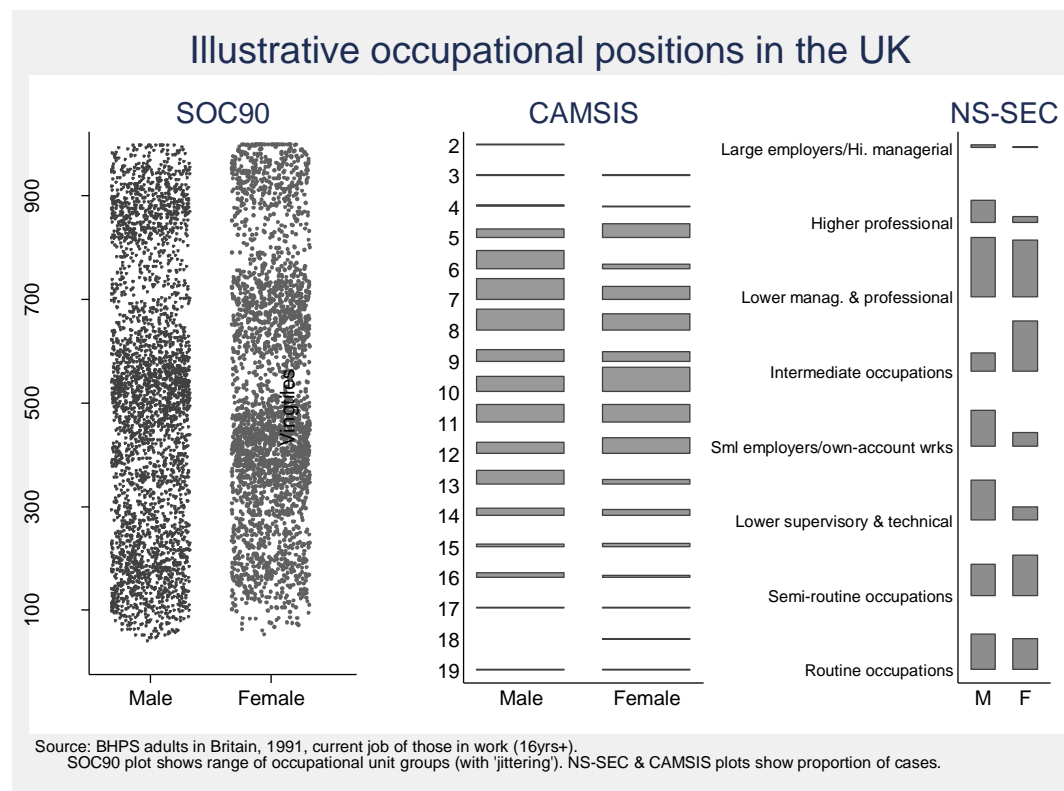 Illustrative occupational positions in the UK
SOC90
900
700
500
300
100
Vingtiles
Male Female
CAMSIS
2
3
4
5
6
7
8
9
10
11
12
13
14
15
16
17
18
19
Male Female
NS-SEC
Large employers/Hi. managerial
Higher professional
Lower manag. & professional
Intermediate occupations
Sml employers/own-account wrks
Lower supervisory & technical
Semi-routine occupations
Routine occupations
M F
Source: BHPS adults in Britain, 1991, current job of those in work (16yrs+).
SOC90 plot shows range of occupational unit groups (with 'jittering'). NS-SEC & CAMSIS plots show proportion of cases.